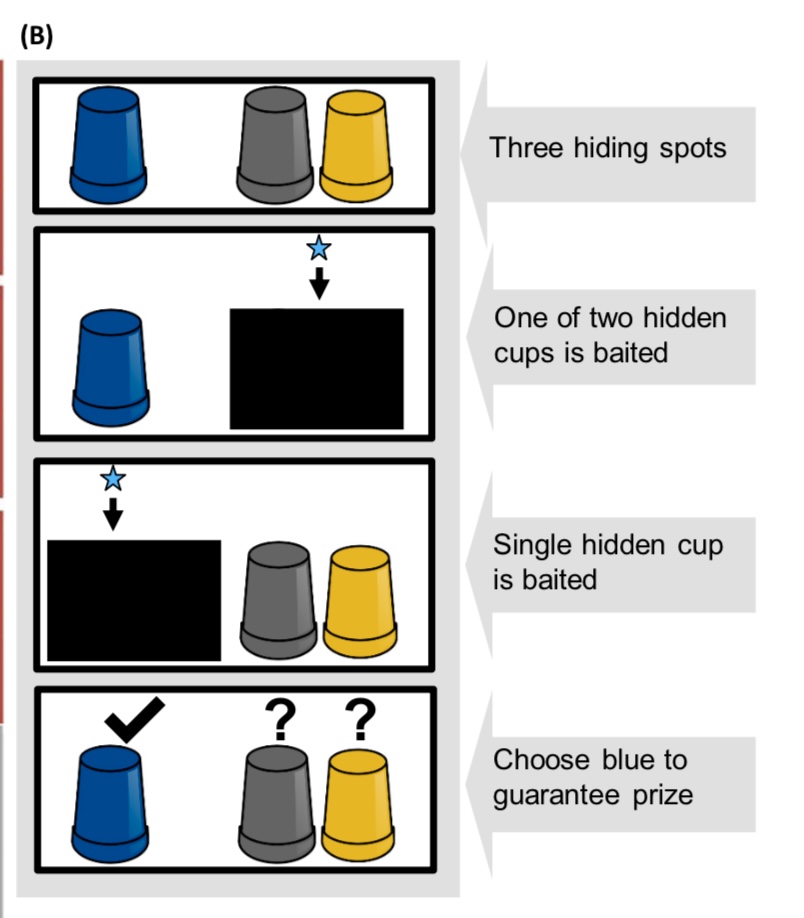 (B)
Three hiding spots
One of two hidden
cups is baited
Single hidden cup
is baited
? ?
Choose blue to
guarantee prize